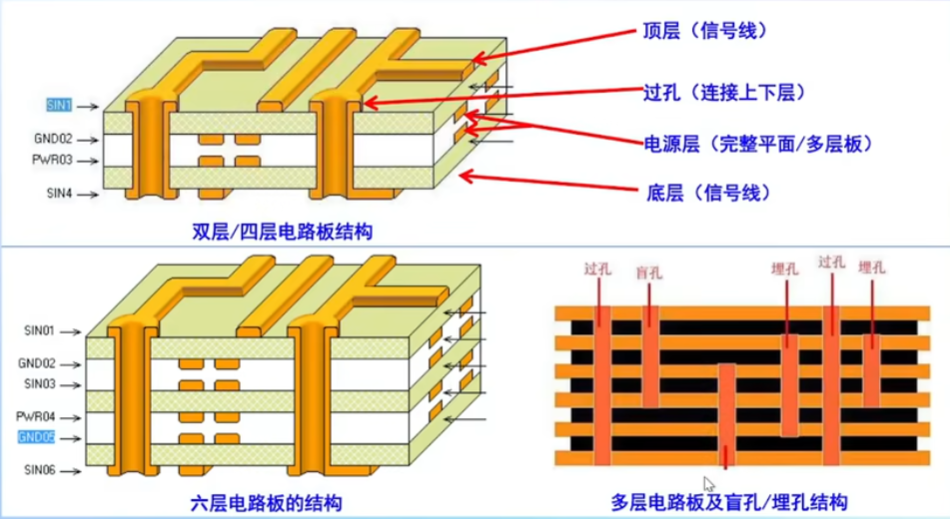 顶层（信号线）
SIN1
过孔（连接上下层）
GND02
电源层（完整平面/多层板）
PWR03
SIN4
底层（信号线）
双层/四层电路板结构
过孔
盲孔
埋孔
过孔
埋孔
SIN01
GND02
SIN03
PWR04
GND05
SIN06
六层电路板的结构
多层电路板及盲孔/埋孔结构